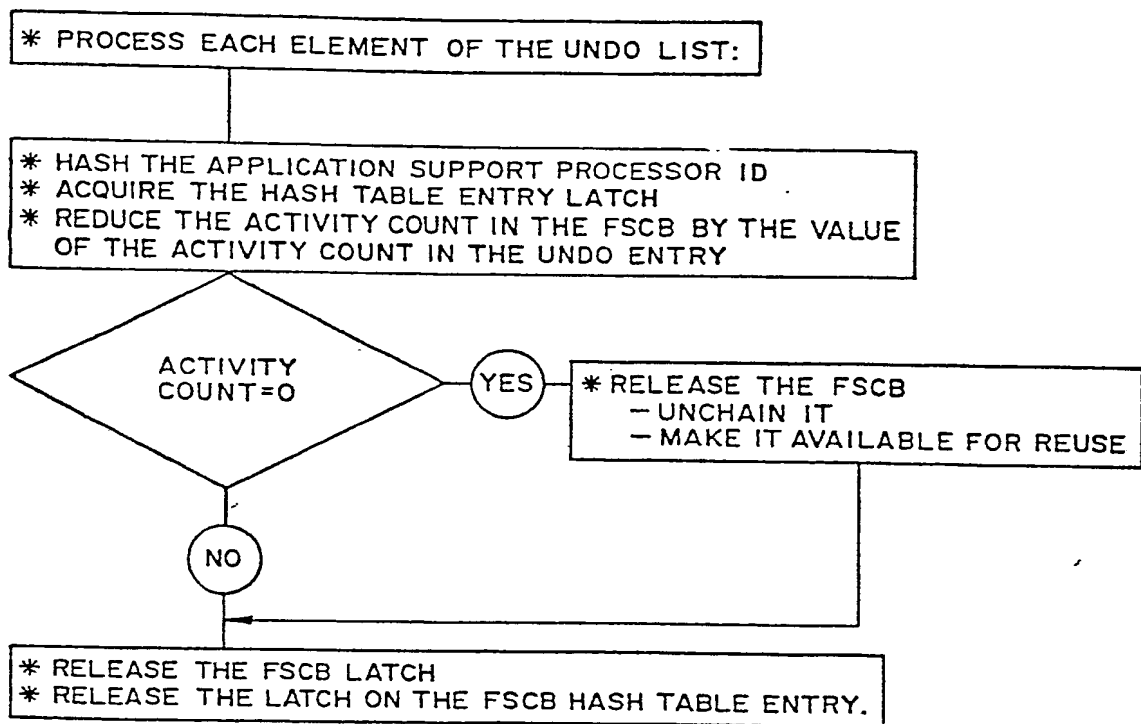 * PROCESS EACH ELEMENT OF THE UNDO LIST:
* HASH THE APPLICATION SUPPORT PROCESSOR ID
* ACQUIRE THE HASH TABLE ENTRY LATCH
* REDUCE THE ACTIVITY COUNT IN THE FSCB BY THE VALUE
OF THE ACTIVITY COUNT IN THE UNDO ENTRY
ACTIVITY
COUNT=0
YES
* RELEASE THE FSCB
— UNCHAIN IT
— MAKE IT AVAILABLE FOR REUSE
NO
* RELEASE THE FSCB LATCH
* RELEASE THE LATCH ON THE FSCB HASH TABLE ENTRY.